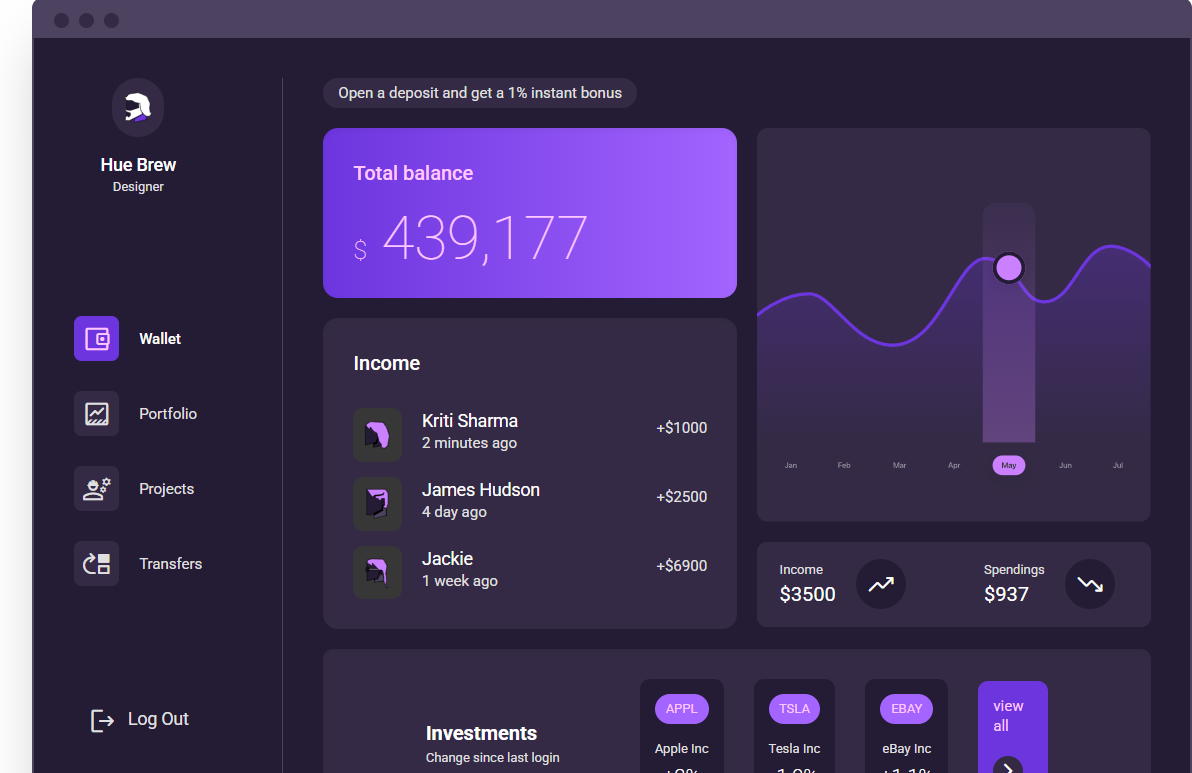 Open a deposit and get a 1% instant bonus
Hue Brew
Designer
Wallet
Portfolio
Projects
Transfers
Log Out
Total balance
$ 439,177
Income
Kriti Sharma
2 minutes ago
+$1000
James Hudson
4 day ago
+$2500
Jackie
1 week ago
+$6900
Jan Feb Mar Apr May Jun Jul
Income
$3500
Spendings
$937
Investments
Change since last login
APPL
Apple Inc
TSLA
Tesla Inc
EBAY
eBay Inc
view
all